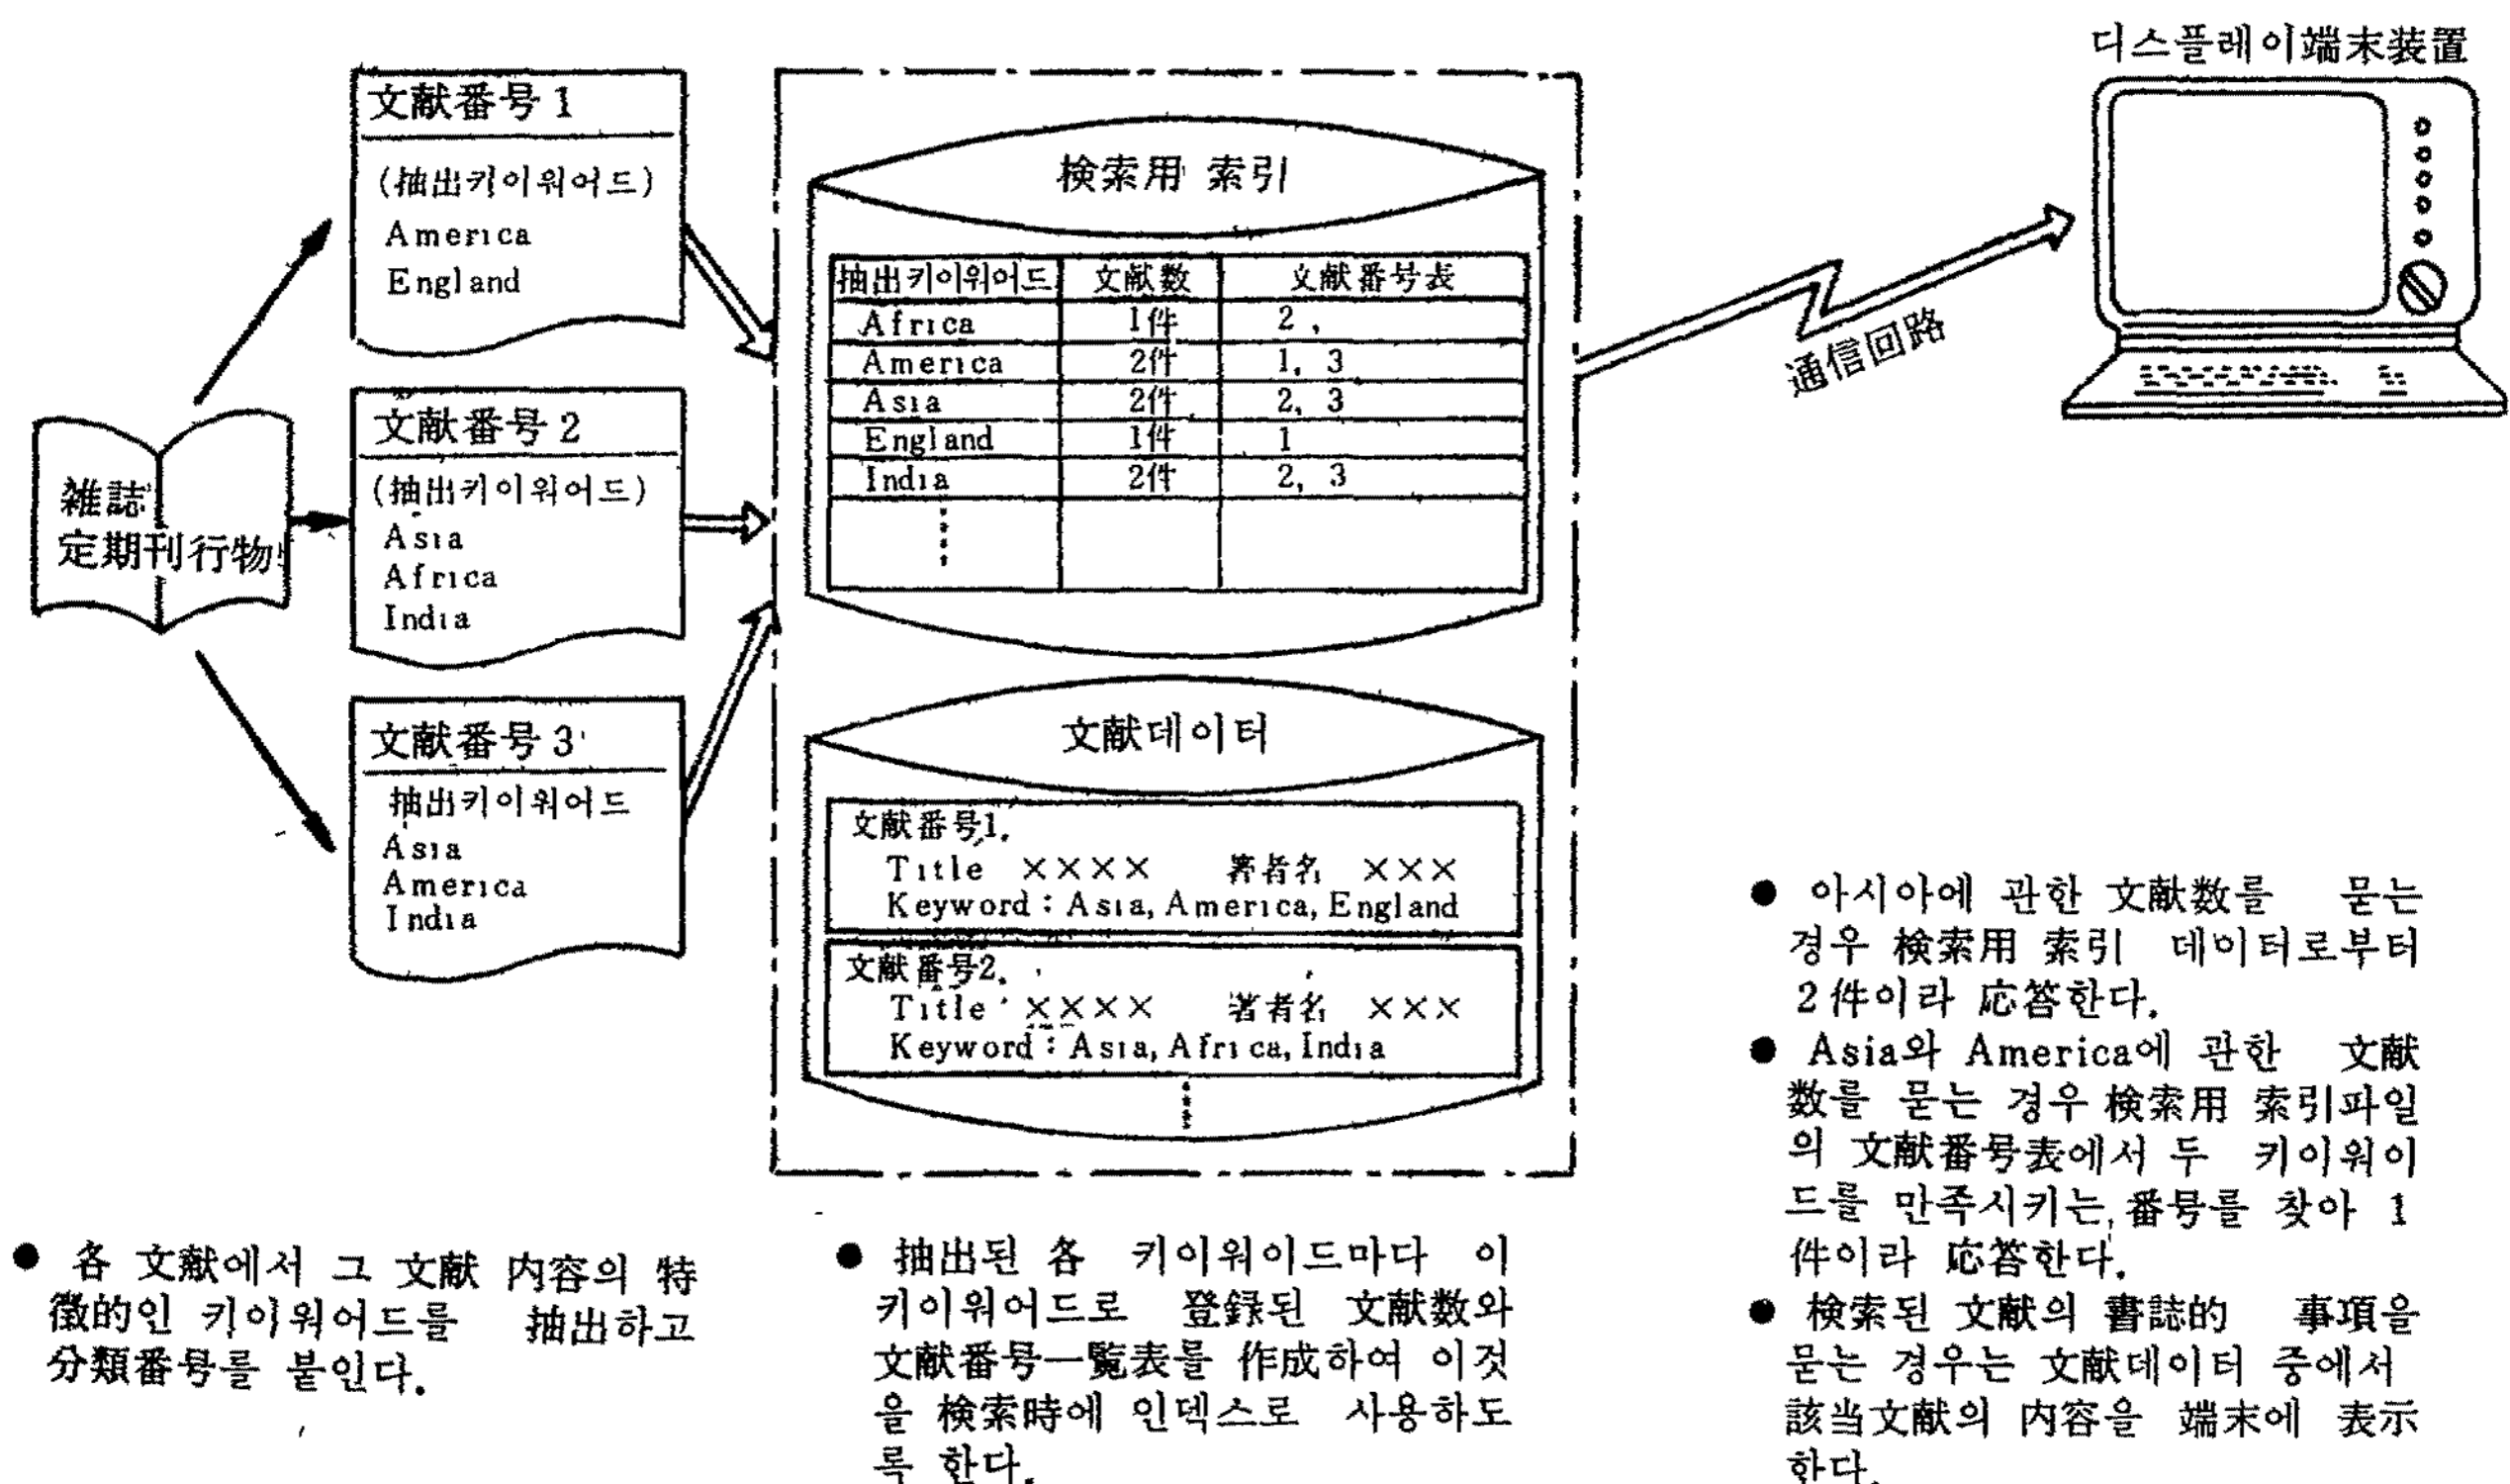 디스플레이端末装置
文献番号 1
(抽出키이워어드)
America
England
文献番号 2
(抽出키이워어드)
Asia
Africa
India
文献番号 3
抽出키이워어드
Asia
America
India
雑誌
定期刊行物
検索用 索引
抽出키이워어드 文献数 文献番号表
Africa 1件 2 ,
America 2件 1, 3
Asia 2件 2, 3
England 1件 1
India 2件 2, 3
文献데이터
文献番号1.
Title ×××× 著者名 ×××
Keyword : Asia, America, England
文献番号2.
Title ×××× 著者名 ×××
Keyword : Asia, Africa, India
通信回路
● 各 文献에서 그 文献 内容의 特
徴的인 키이워어드를 抽出하고
分類番号를 붙인다.
● 抽出된 各 키이워이드마다 이
키이워어드로 登録된 文献数와
文献番号一覧表를 作成하여 이것
을 検索時에 인덱스로 사용하도
록 한다.
● 아시아에 관한 文献数를 묻는
경우 検索用 索引 데이터로부터
2件이라 応答한다.
● Asia와 America에 관한 文献
数를 묻는 경우 検索用 索引파일
의 文献番号表에서 두 키이워이
드를 만족시키는 番号를 찾아 1
件이라 応答한다.
● 検索된 文献의 書誌的 事項을
묻는 경우는 文献데이터 중에서
該当文献의 内容을 端末에 表示
한다.